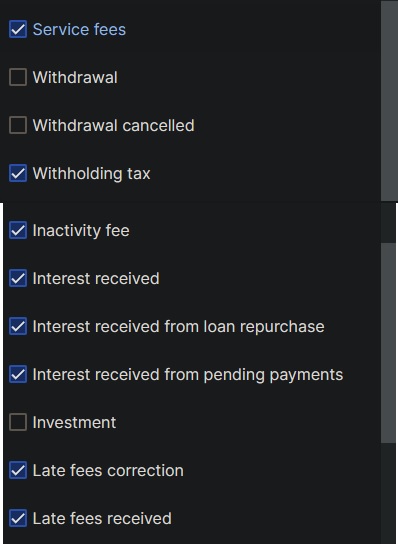 Service fees
Withdrawal
Withdrawal cancelled
Withholding tax
Inactivity fee
Interest received
Interest received from loan repurchase
Interest received from pending payments
Investment
Late fees correction
Late fees received